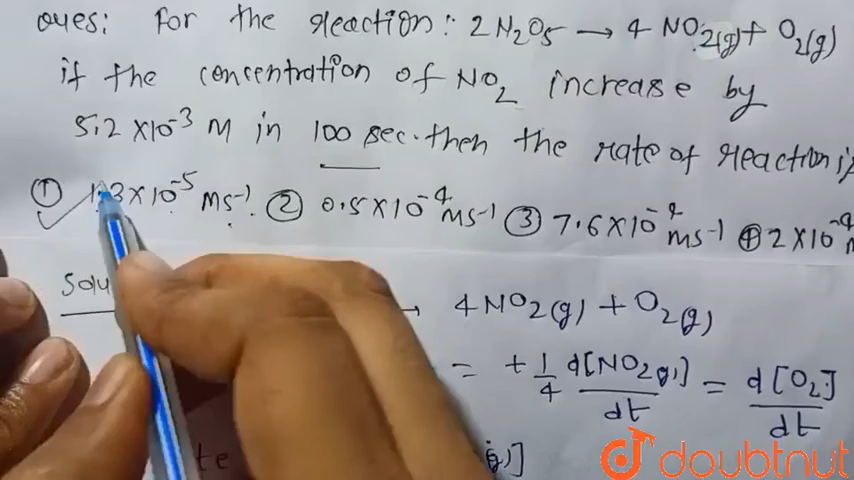 Ques: For the Reaction: 2N₂O₅ → 4 NO₂(g) + O₂(g)
if the concentration of NO₂ increase by
5.2 × 10⁻³ M in 100 sec. then the rate of Reaction is
① 1.3 × 10⁻⁵ Ms⁻¹. ② 0.5 × 10⁻⁴ Ms⁻¹ ③ 7.6 × 10⁻⁴ Ms⁻¹ ④ 2 × 10⁻⁴ M
Solu → 4NO₂(g) + O₂(g)
= + 1/4 d[NO₂(g)]/dt = d[O₂]/dt
te (g)]
doubtnut